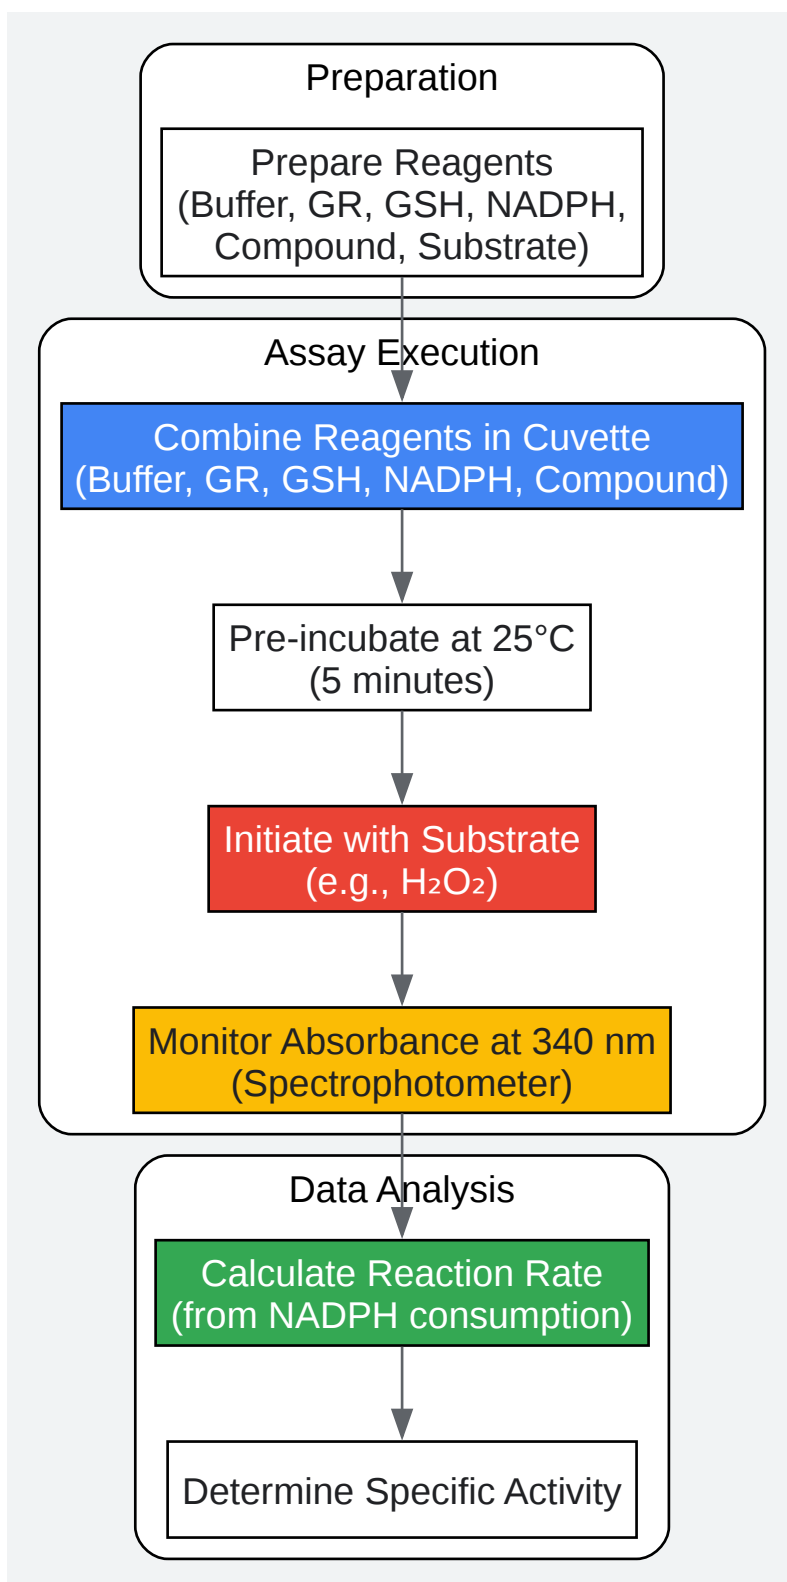 Preparation
Prepare Reagents
(Buffer, GR, GSH, NADPH,
Compound, Substrate)
Assay Execution
Combine Reagents in Cuvette
(Buffer, GR, GSH, NADPH, Compound)
Pre-incubate at 25°C
(5 minutes)
Initiate with Substrate
(e.g., H₂O₂)
Monitor Absorbance at 340 nm
(Spectrophotometer)
Data Analysis
Calculate Reaction Rate
(from NADPH consumption)
Determine Specific Activity